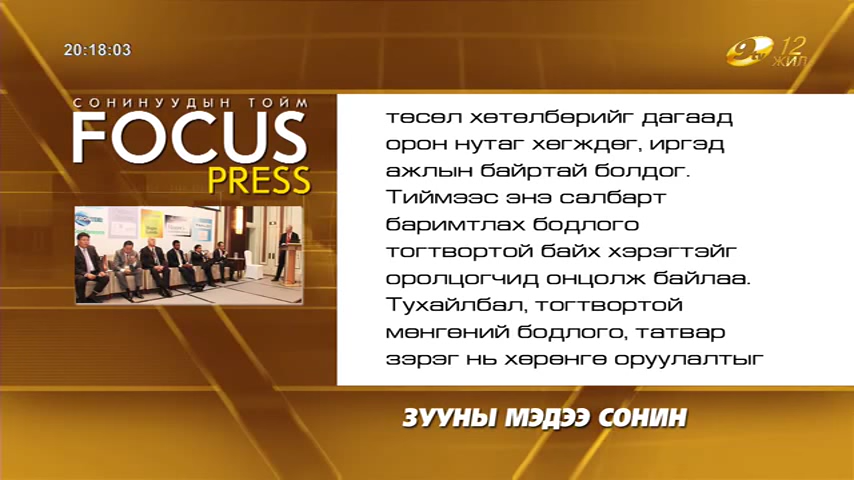 20:18:03
9tv 12
ЖИЛ
СОНИНУУДЫН ТОЙМ
FOCUS
PRESS
төсөл хөтөлбөрийг дагаад
орон нутаг хөгждөг, иргэд
ажлын байртай болдог.
Тиймээс энэ салбарт
баримтлах бодлого
тогтвортой байх хэрэгтэйг
оролцогчид онцолж байлаа.
Тухайлбал, тогтвортой
мөнгөний бодлого, татвар
зэрэг нь хөрөнгө оруулалтыг
ЗУУНЫ МЭДЭЭ СОНИН